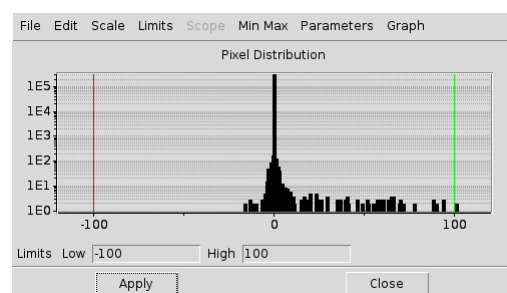 File Edit Scale Limits Scope Min Max Parameters Graph
Pixel Distribution
1E5
1E4
1E3
1E2
1E1
1E0
-100 0 100
Limits Low -100 High 100
Apply Close